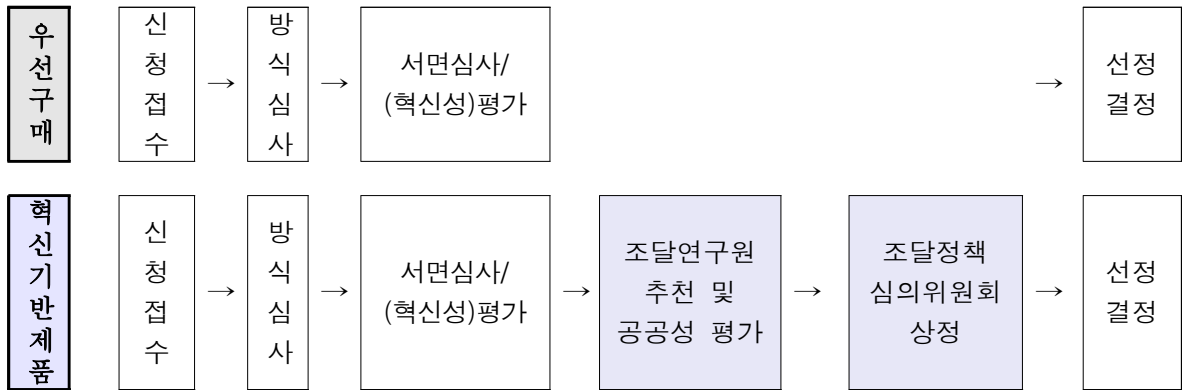 우선구매
신청접수
→
방식심사
→
서면심사/
(혁신성)평가
→
선정
결정
혁신기반제품
신청접수
→
방식심사
→
서면심사/
(혁신성)평가
→
조달연구원
추천 및
공공성 평가
→
조달정책
심의위원회
상정
→
선정
결정